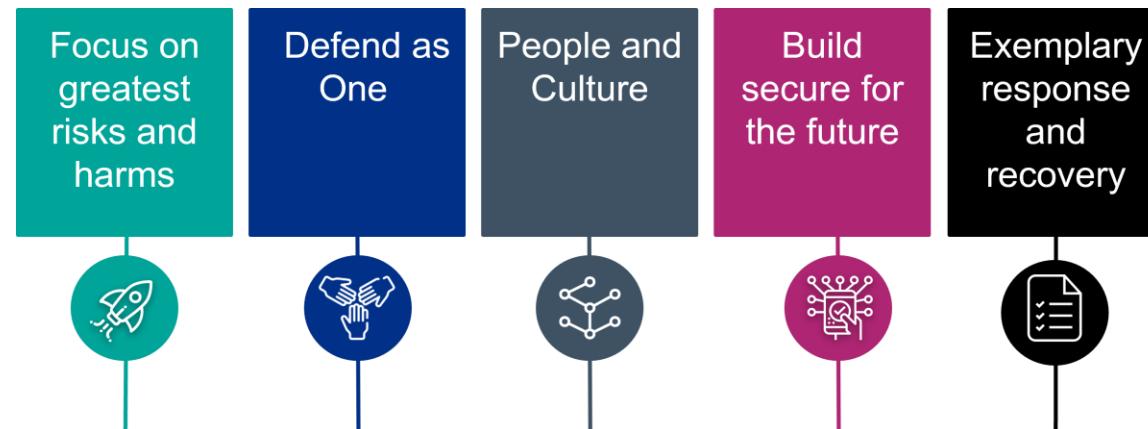 Focus on
greatest
risks and
harms
Defend as
One
People and
Culture
Build
secure for
the future
Exemplary
response
and
recovery